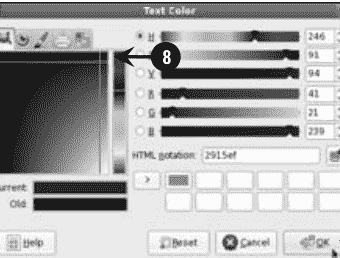 Text Color
H 246
8
91
V 94
R 41
G 21
B 239
HTML notation: 2915ef
>
urrent:
Old:
Help Reset Cancel OK